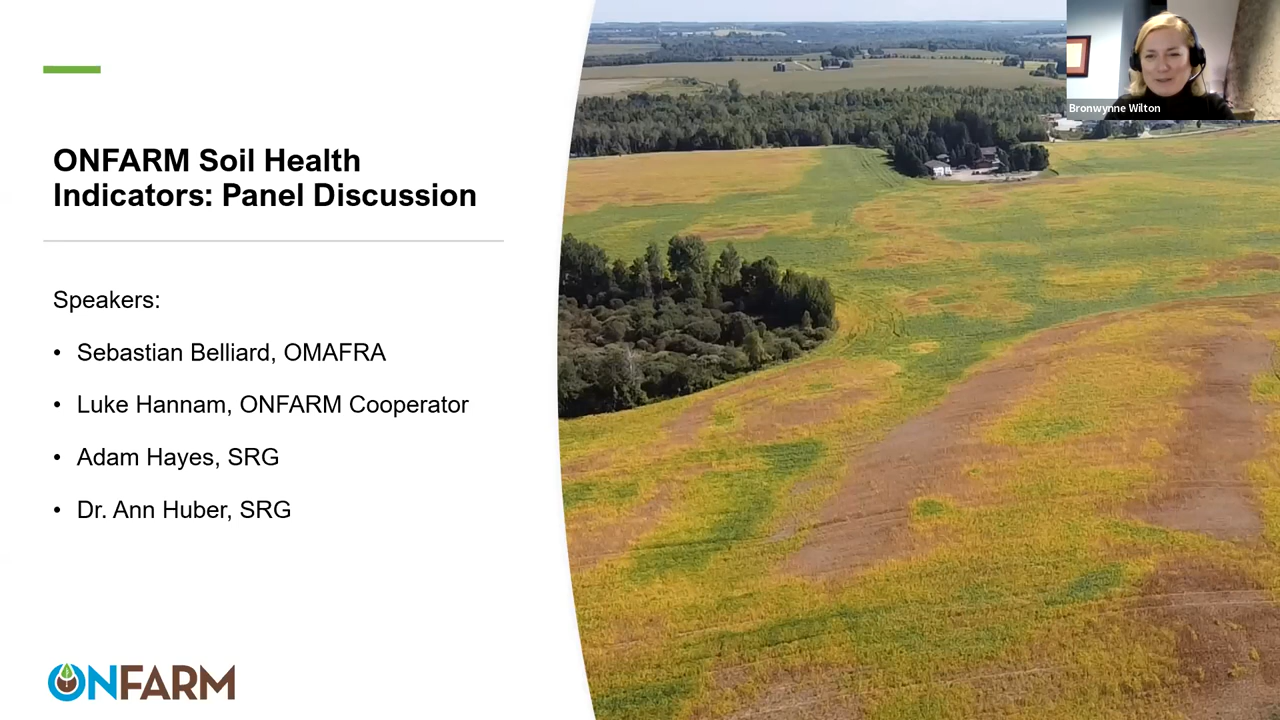 ONFARM Soil Health
Indicators: Panel Discussion
Speakers:
• Sebastian Belliard, OMAFRA
• Luke Hannam, ONFARM Cooperator
• Adam Hayes, SRG
• Dr. Ann Huber, SRG
ONFARM
Bronwynne Wilton